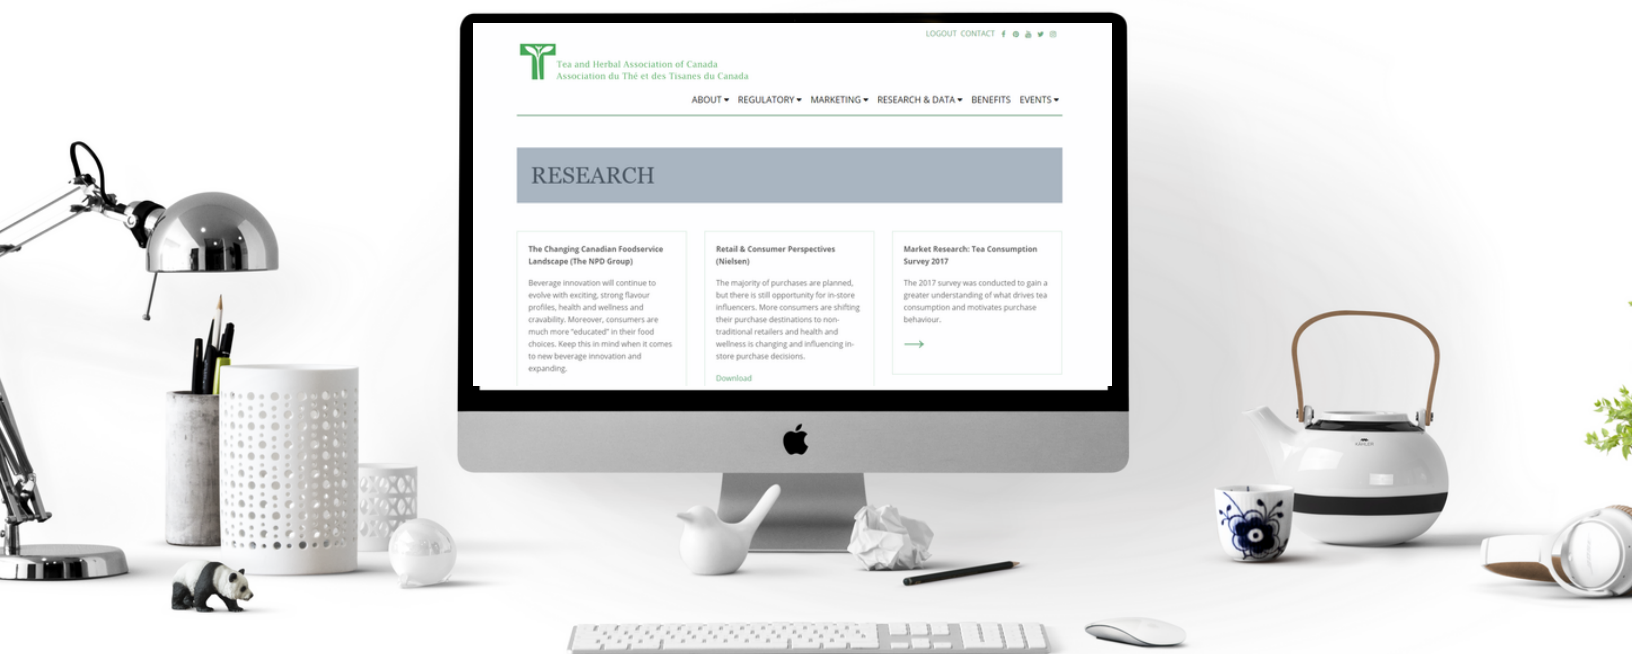 LOGOUT CONTACT
Tea and Herbal Association of Canada
Association du Thé et des Tisanes du Canada
ABOUT REGULATORY MARKETING RESEARCH & DATA BENEFITS EVENTS
RESEARCH
The Changing Canadian Foodservice
Landscape (The NPD Group)
Beverage innovation will continue to
evolve with exciting, strong flavour
profiles, health and wellness and
cravability. Moreover, consumers are
much more "educated" in their food
choices. Keep this in mind when it comes
to new beverage innovation and
expanding.
Retail & Consumer Perspectives
(Nielsen)
The majority of purchases are planned,
but there is still opportunity for in-store
influencers. More consumers are shifting
their purchase destinations to non-
traditional retailers and health and
wellness is changing and influencing in-
store purchase decisions.
Download
Market Research: Tea Consumption
Survey 2017
The 2017 survey was conducted to gain a
greater understanding of what drives tea
consumption and motivates purchase
behaviour.